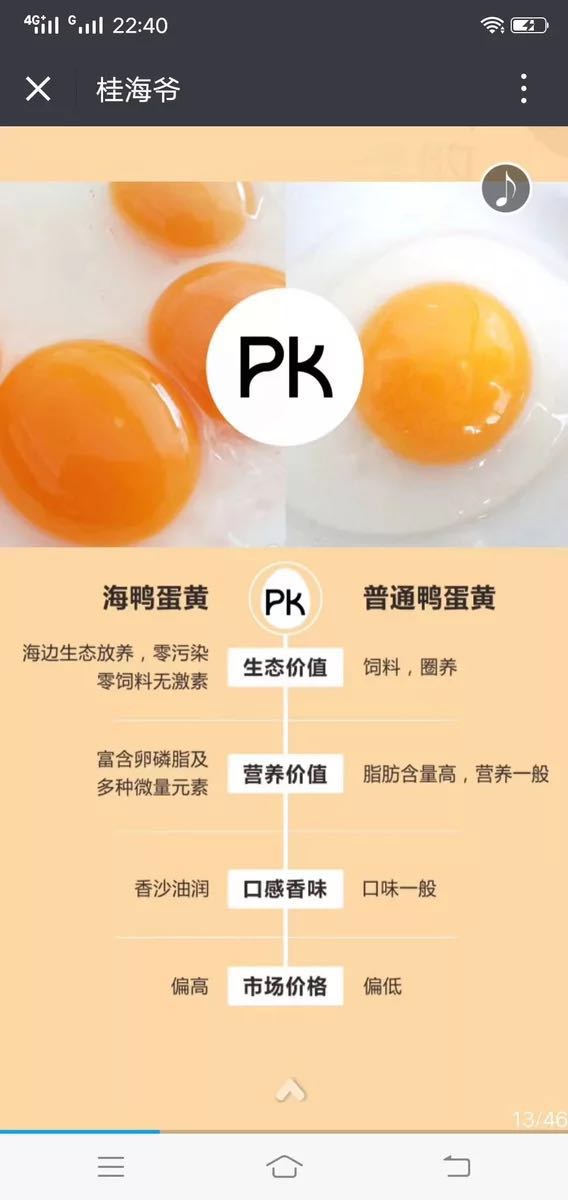 4G+ G 22:40
桂海爷
PK
海鸭蛋黄 PK 普通鸭蛋黄
海边生态放养，零污染
零饲料无激素
生态价值
饲料，圈养
富含卵磷脂及
多种微量元素
营养价值
脂肪含量高，营养一般
香沙油润
口感香味
口味一般
偏高
市场价格
偏低
13/46